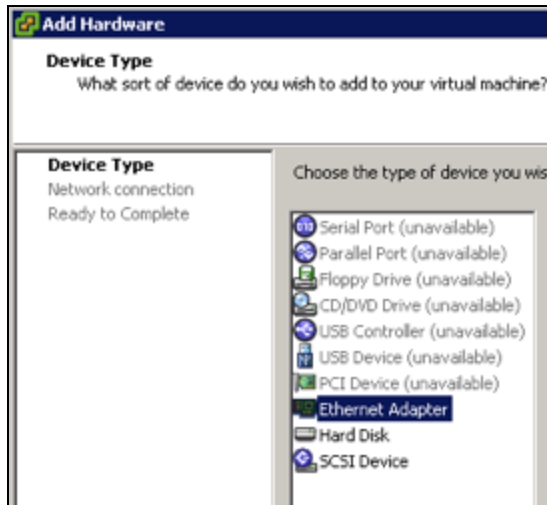 Add Hardware
Device Type
What sort of device do you wish to add to your virtual machine?
Device Type
Network connection
Ready to Complete
Choose the type of device you wis
Serial Port (unavailable)
Parallel Port (unavailable)
Floppy Drive (unavailable)
CD/DVD Drive (unavailable)
USB Controller (unavailable)
USB Device (unavailable)
PCI Device (unavailable)
Ethernet Adapter
Hard Disk
SCSI Device